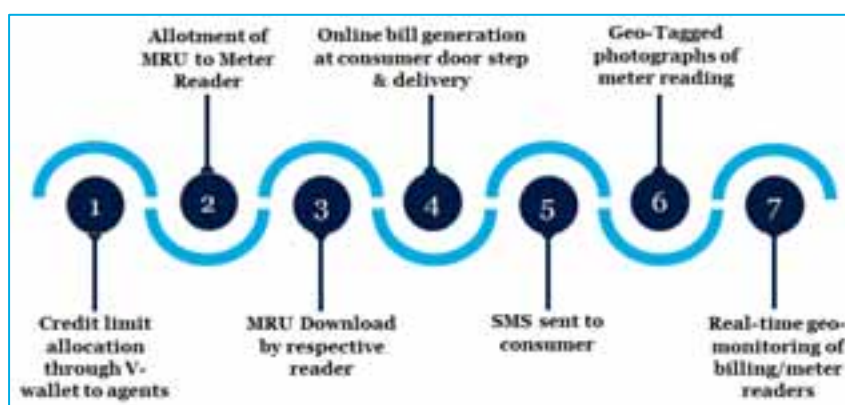 Allotment of
MRU to Meter
Reader
Online bill generation
at consumer door step
& delivery
Geo-Tagged
photographs of
meter reading
1
2
3
4
5
6
7
Credit limit
allocation
through V-
wallet to agents
MRU Download
by respective
reader
SMS sent to
consumer
Real-time geo-
monitoring of
billing/meter
readers